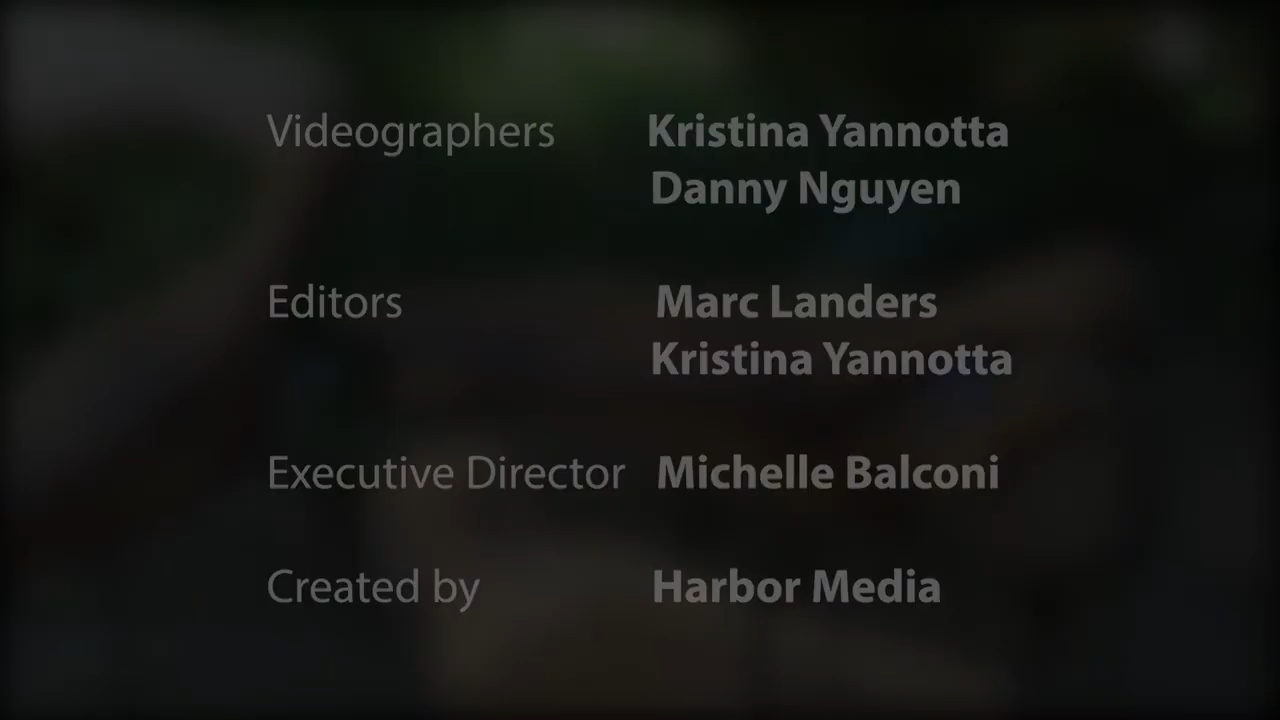 Videographers Kristina Yannotta
Danny Nguyen
Editors Marc Landers
Kristina Yannotta
Executive Director Michelle Balconi
Created by Harbor Media